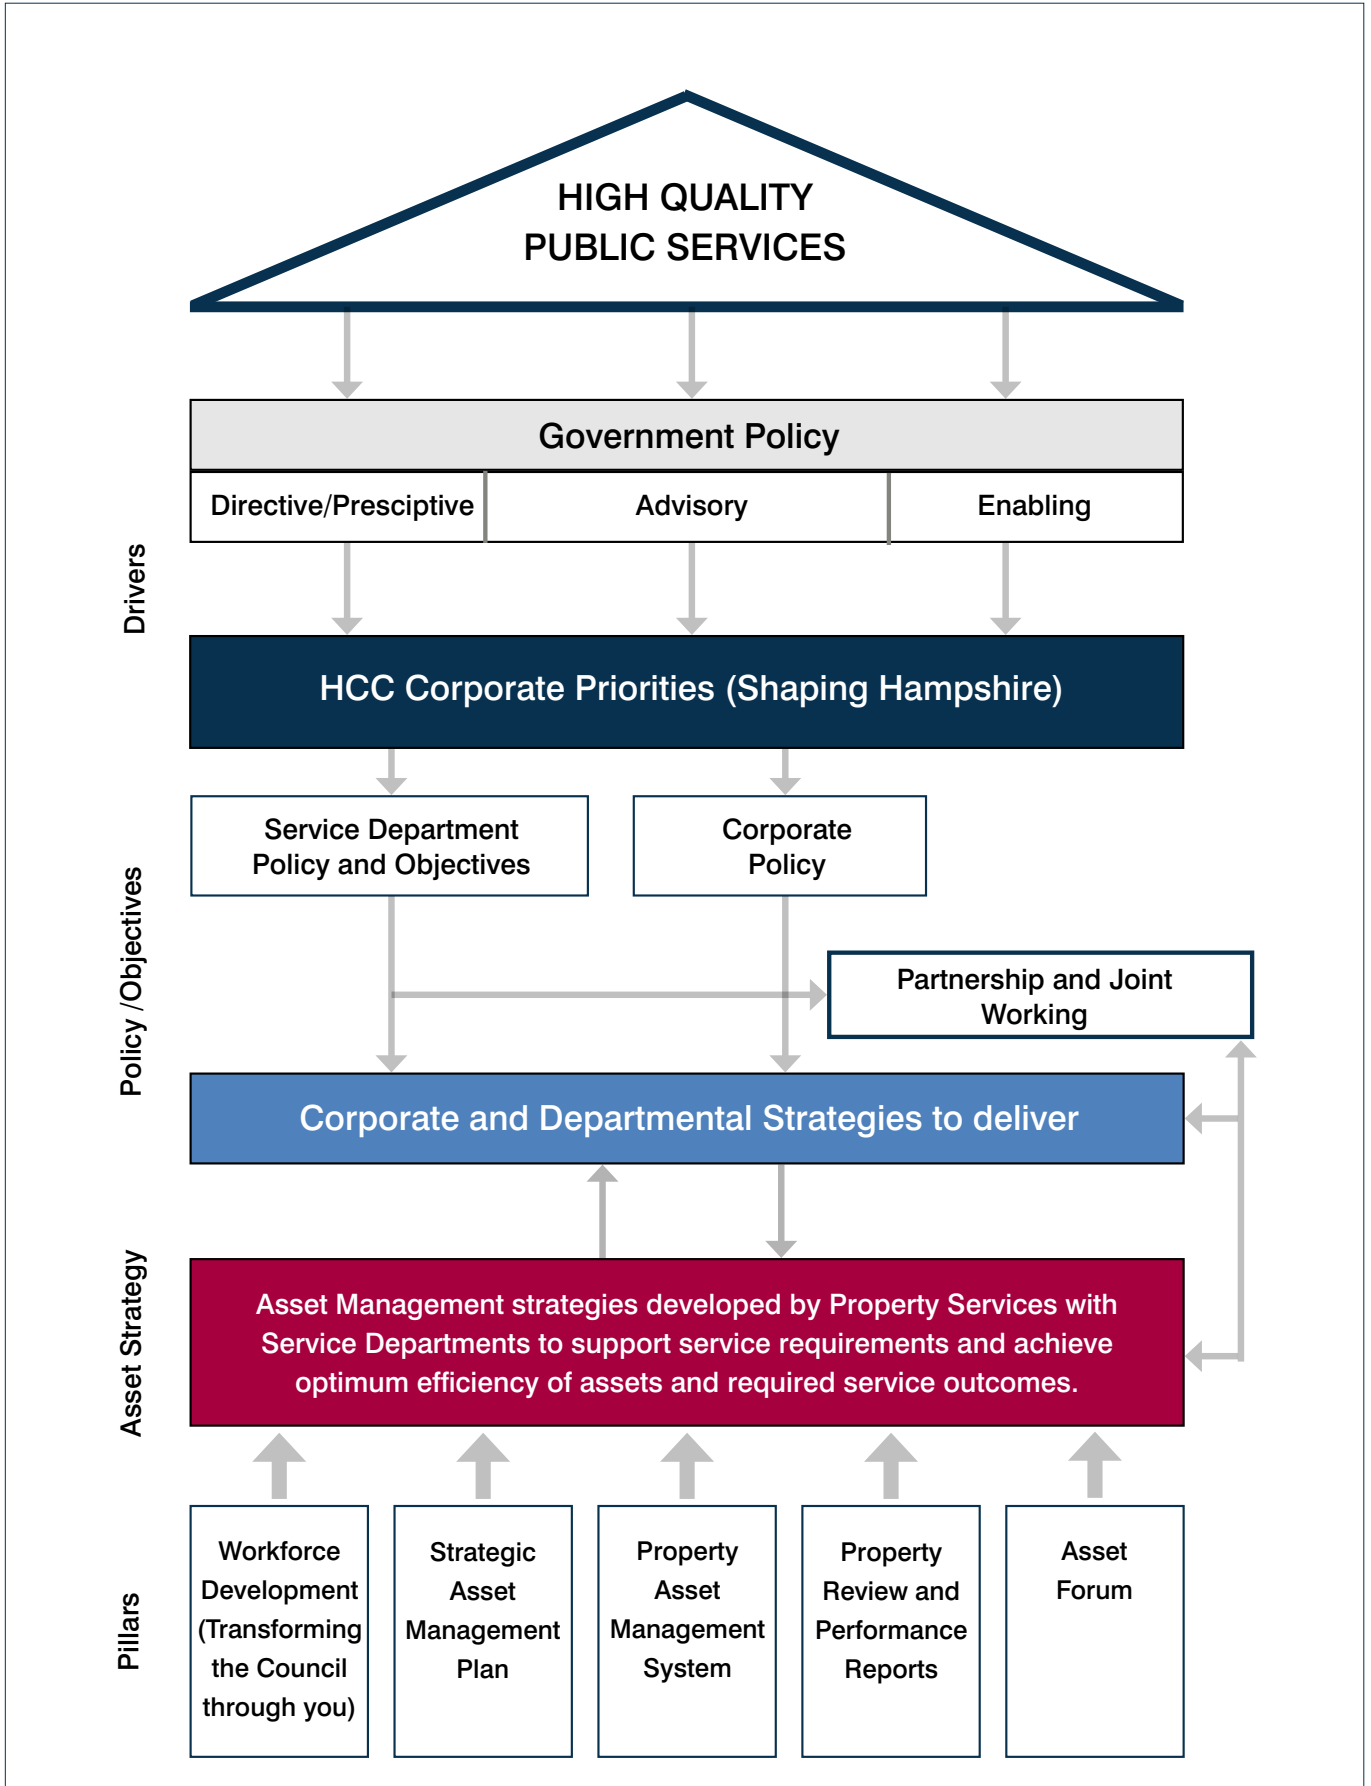 HIGH QUALITY
PUBLIC SERVICES
Government Policy
Directive/Presciptive
Advisory
Enabling
Drivers
HCC Corporate Priorities (Shaping Hampshire)
Service Department
Policy and Objectives
Corporate
Policy
Policy /Objectives
Partnership and Joint
Working
Corporate and Departmental Strategies to deliver
Asset Strategy
Asset Management strategies developed by Property Services with
Service Departments to support service requirements and achieve
optimum efficiency of assets and required service outcomes.
Pillars
Workforce
Development
(Transforming
the Council
through you)
Strategic
Asset
Management
Plan
Property
Asset
Management
System
Property
Review and
Performance
Reports
Asset
Forum